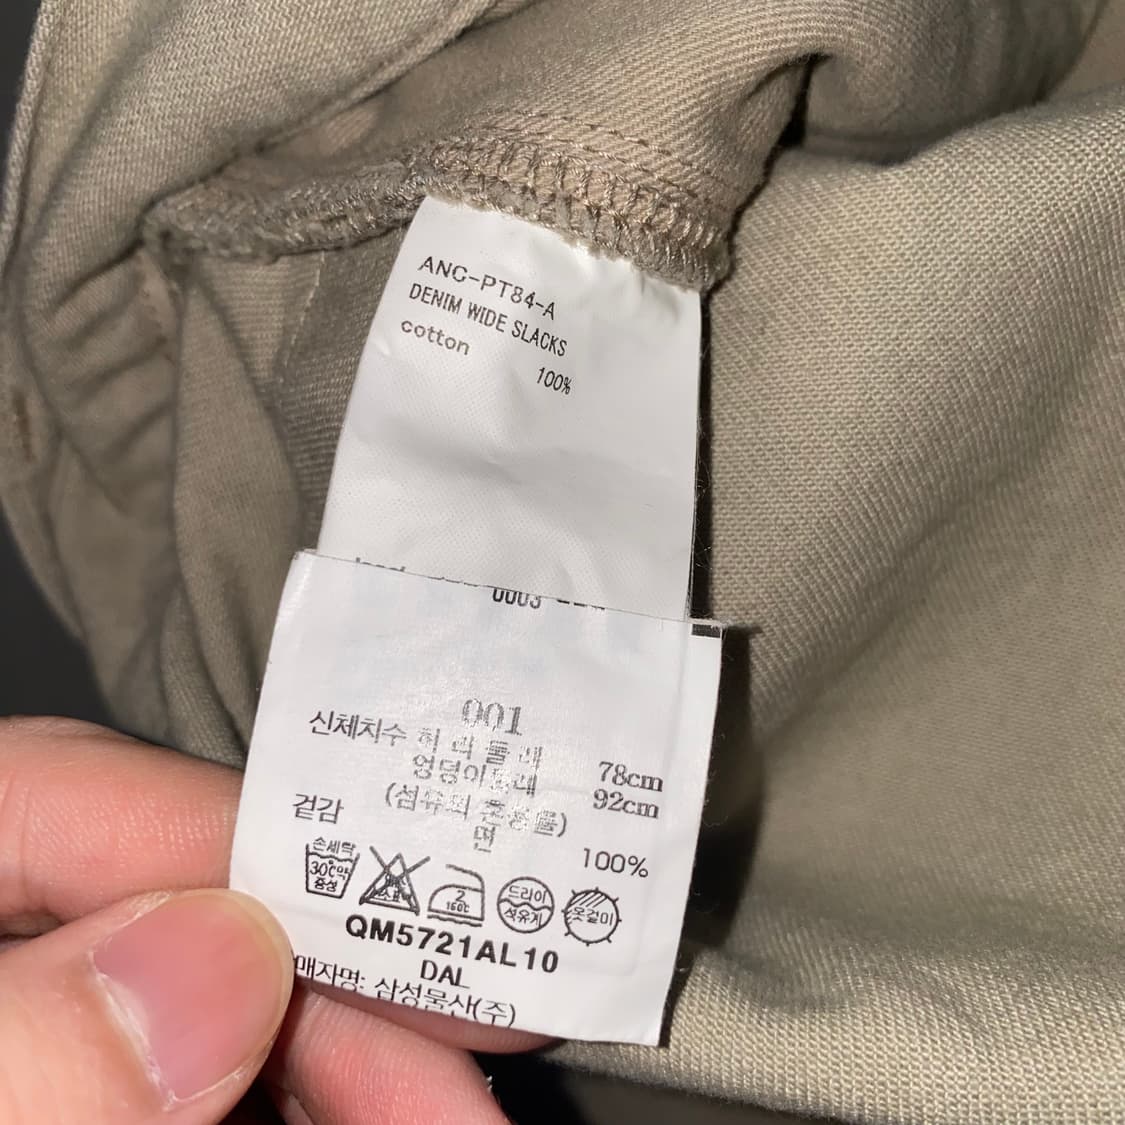 ANC-PT84-A
DENIM WIDE SLACKS
cotton
100%
0003
001
신체치수 허 리 둘 레 78cm
엉덩이둘레 92cm
(섬유의 혼용률)
겉감 면 100%
손세탁
30℃약
중성
2
160℃
드라이
석유계
옷걸이
QM5721AL10
DAL
매자명: 삼성물산(주)